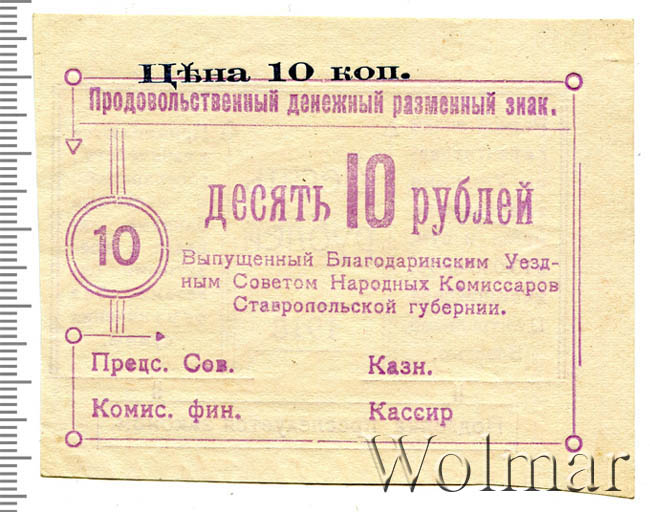 Цѣна 10 коп.
Продовольственный денежный разменный знак.
десять 10 рублей
10
Выпущенный Благодаринским Уезд-
ным Советом Народных Комиссаров
Ставропольской губернии.
Предс. Сов. Казн.
Комис. фин. Кассир
Wolmar